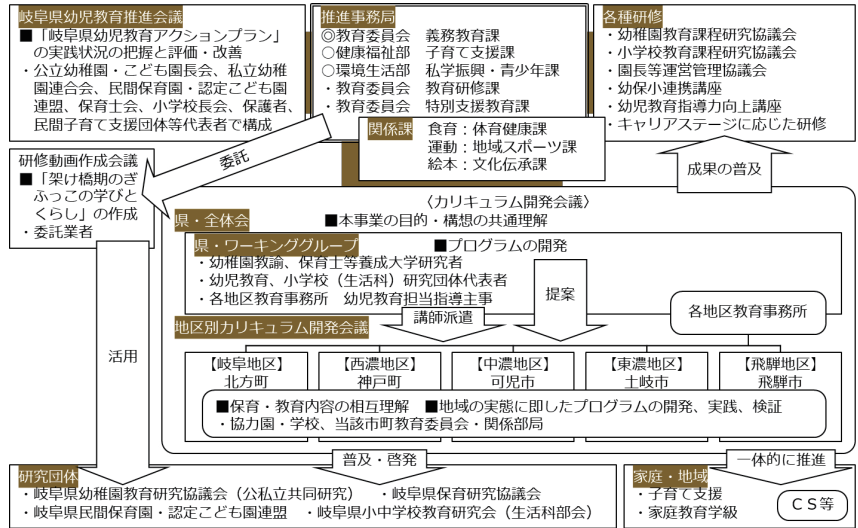 岐阜県幼児教育推進会議
■「岐阜県幼児教育アクションプラン」
の実践状況の把握と評価・改善
・公立幼稚園・こども園長会、私立幼稚
園連合会、民間保育園・認定こども園
連盟、保育士会、小学校長会、保護者、
民間子育て支援団体等代表者で構成
推進事務局
◎教育委員会 義務教育課
○健康福祉部 子育て支援課
○環境生活部 私学振興・青少年課
・教育委員会 教育研修課
・教育委員会 特別支援教育課
関係課 食育：体育健康課
運動：地域スポーツ課
絵本：文化伝承課
各種研修
・幼稚園教育課程研究協議会
・小学校教育課程研究協議会
・園長等運営管理協議会
・幼保小連携講座
・幼児教育指導力向上講座
・キャリアステージに応じた研修
委託
成果の普及
研修動画作成会議
■「架け橋期のぎ
ふっこの学びと
くらし」の作成
・委託業者
〈カリキュラム開発会議〉
県・全体会 ■本事業の目的・構想の共通理解
県・ワーキンググループ ■プログラムの開発
・幼稚園教諭、保育士等養成大学研究者
・幼児教育、小学校（生活科）研究団体代表者
・各地区教育事務所 幼児教育担当指導主事
提案
講師派遣
各地区教育事務所
地区別カリキュラム開発会議
活用
【岐阜地区】
北方町
【西濃地区】
神戸町
【中濃地区】
可児市
【東濃地区】
土岐市
【飛騨地区】
飛騨市
■保育・教育内容の相互理解 ■地域の実態に即したプログラムの開発、実践、検証
・協力園・学校、当該市町教育委員会・関係部局
普及・啓発
一体的に推進
研究団体
・岐阜県幼稚園教育研究協議会（公私立共同研究） ・岐阜県保育研究協議会
・岐阜県民間保育園・認定こども園連盟 ・岐阜県小中学校教育研究会（生活科部会）
家庭・地域
・子育て支援
・家庭教育学級
ＣＳ等